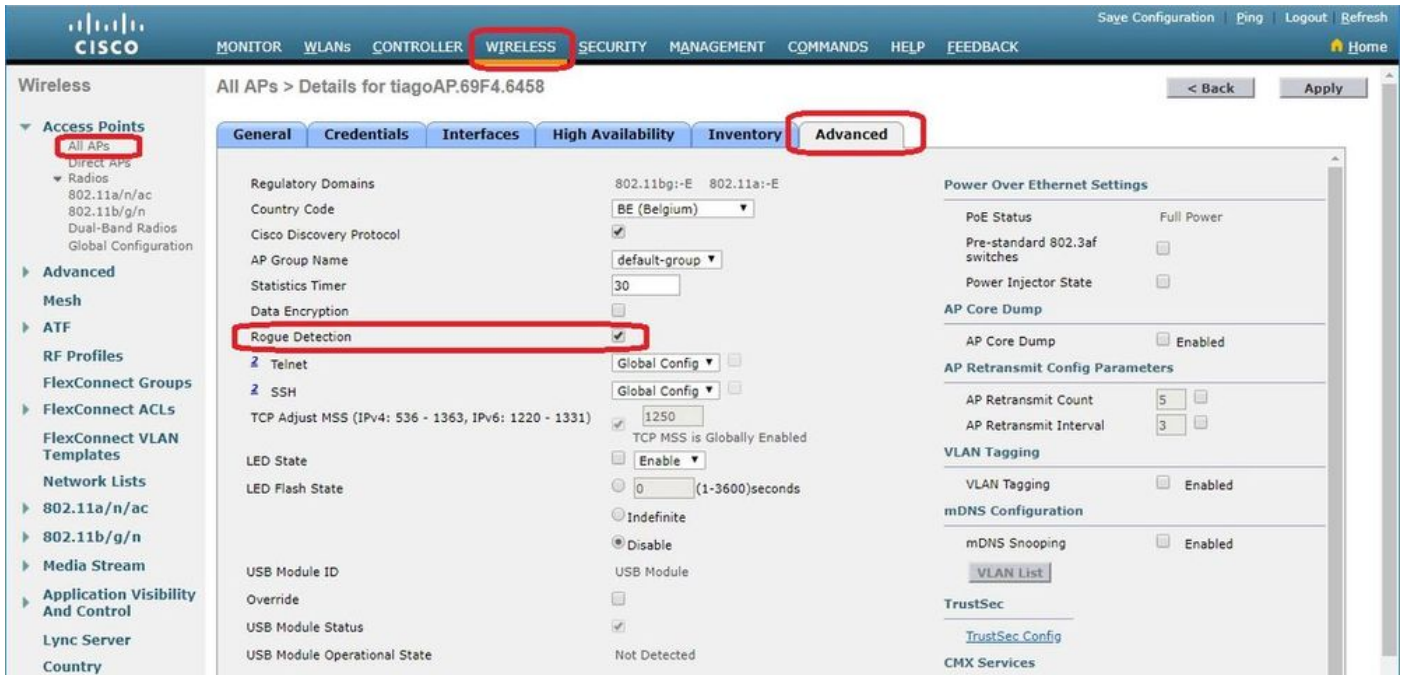 Save Configuration | Ping | Logout | Refresh
CISCO
MONITOR WLANs CONTROLLER WIRELESS SECURITY MANAGEMENT COMMANDS HELP FEEDBACK
Home
Wireless
Access Points
All APs
Direct APs
Radios
802.11a/n/ac
802.11b/g/n
Dual-Band Radios
Global Configuration
Advanced
Mesh
ATF
RF Profiles
FlexConnect Groups
FlexConnect ACLs
FlexConnect VLAN
Templates
Network Lists
802.11a/n/ac
802.11b/g/n
Media Stream
Application Visibility
And Control
Lync Server
Country
All APs > Details for tiagoAP.69F4.6458
< Back
Apply
General Credentials Interfaces High Availability Inventory Advanced
Regulatory Domains 802.11bg:-E 802.11a:-E
Country Code BE (Belgium)
Cisco Discovery Protocol
AP Group Name default-group
Statistics Timer 30
Data Encryption
Rogue Detection
2 Telnet Global Config
2 SSH Global Config
TCP Adjust MSS (IPv4: 536 - 1363, IPv6: 1220 - 1331) 1250
TCP MSS is Globally Enabled
LED State Enable
LED Flash State 0 (1-3600)seconds
Indefinite
Disable
USB Module ID USB Module
Override
USB Module Status
USB Module Operational State Not Detected
Power Over Ethernet Settings
PoE Status Full Power
Pre-standard 802.3af
switches
Power Injector State
AP Core Dump
AP Core Dump Enabled
AP Retransmit Config Parameters
AP Retransmit Count 5
AP Retransmit Interval 3
VLAN Tagging
VLAN Tagging Enabled
mDNS Configuration
mDNS Snooping Enabled
VLAN List
TrustSec
TrustSec Config
CMX Services